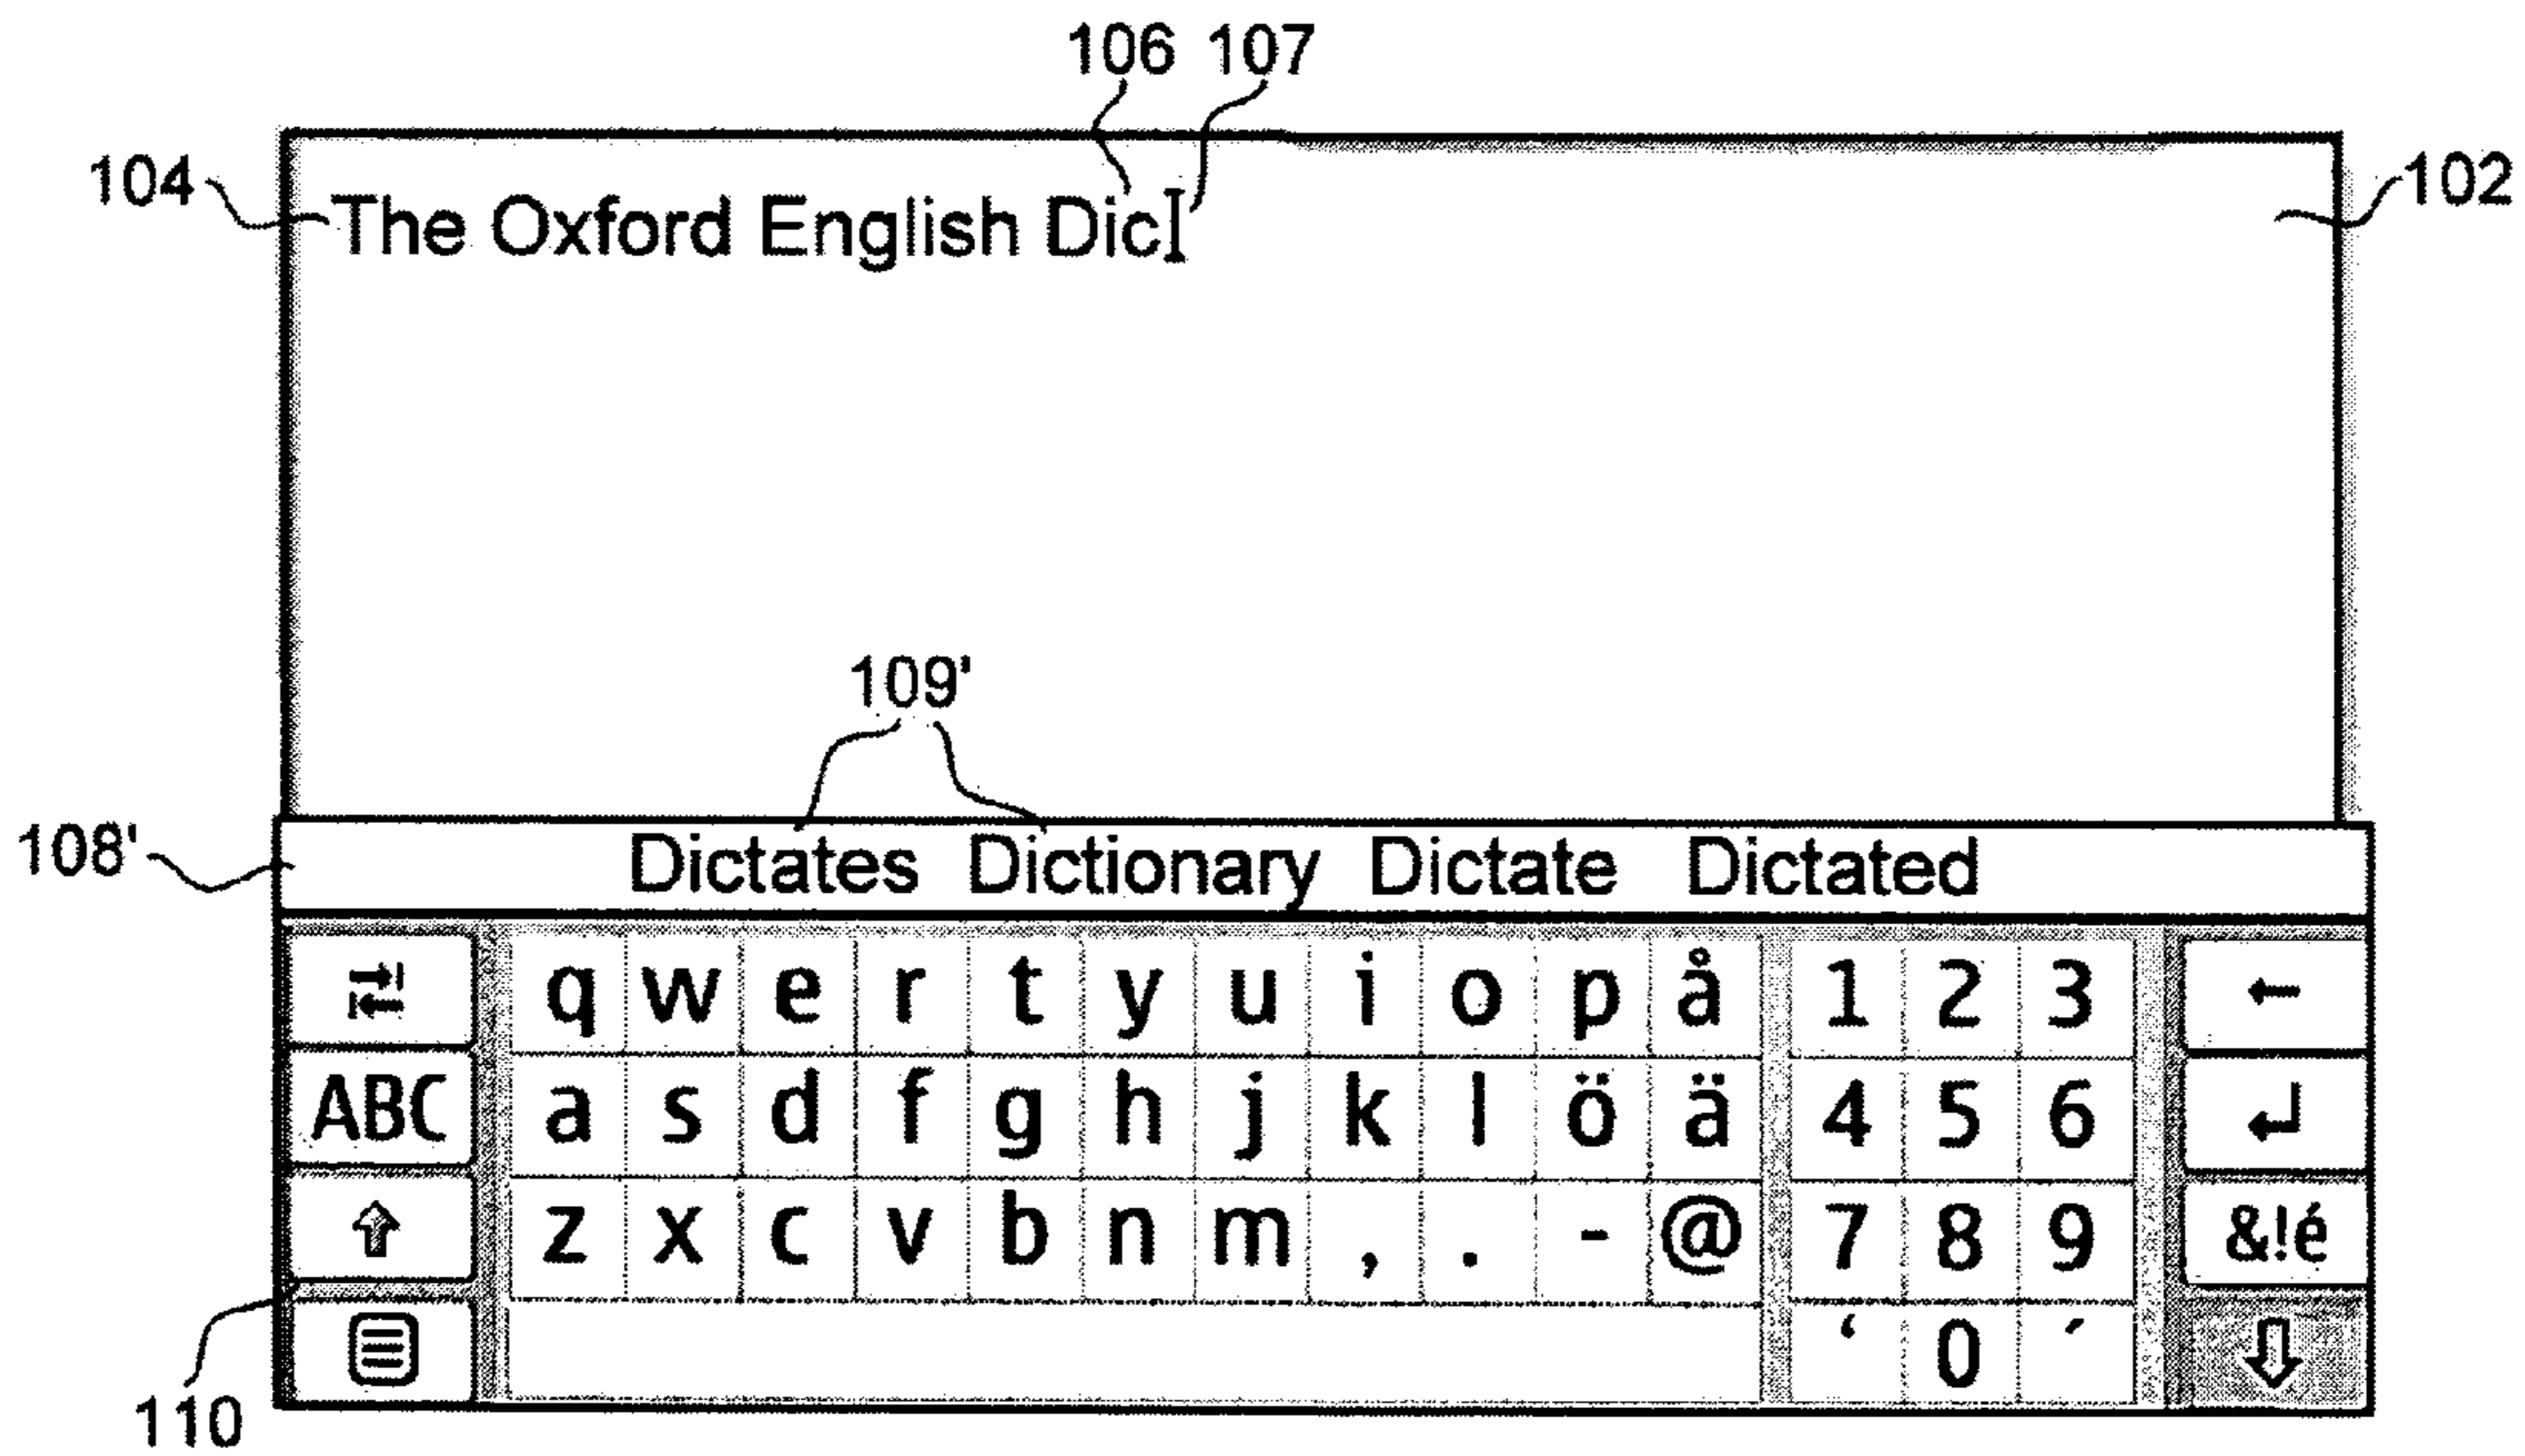 106 107
104
102
The Oxford English Dic
109'
108'
Dictates Dictionary Dictate Dictated
q w e r t y u i o p å 1 2 3
ABC a s d f g h j k l ö ä 4 5 6
z x c v b n m , . - @ 7 8 9 &!é
‘ 0 ´
110